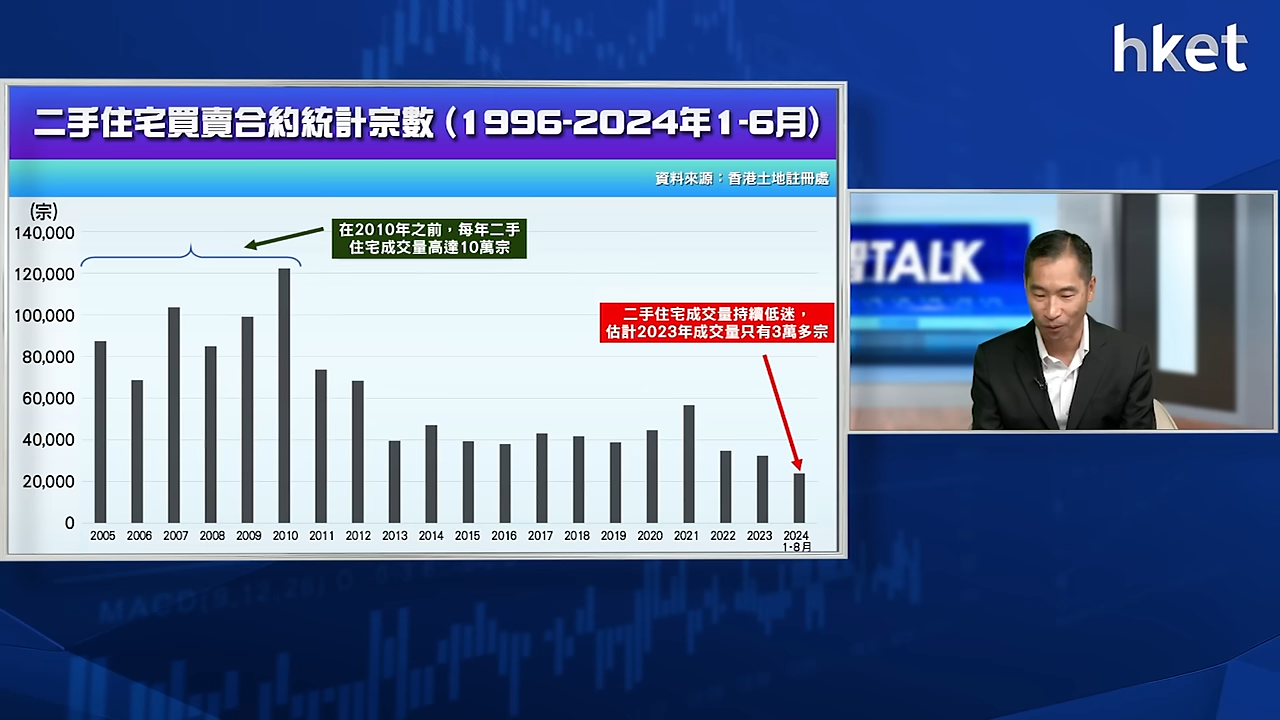 hket
二手住宅買賣合約統計宗數 (1996-2024年1-6月)
資料來源：香港土地註冊處
(宗)
140,000
120,000
100,000
80,000
60,000
40,000
20,000
0
在2010年之前，每年二手
住宅成交量高達10萬宗
二手住宅成交量持續低迷，
估計2023年成交量只有3萬多宗
2005 2006 2007 2008 2009 2010 2011 2012 2013 2014 2015 2016 2017 2018 2019 2020 2021 2022 2023 2024
1-8月
TALK
MACD(9,12,26) 0